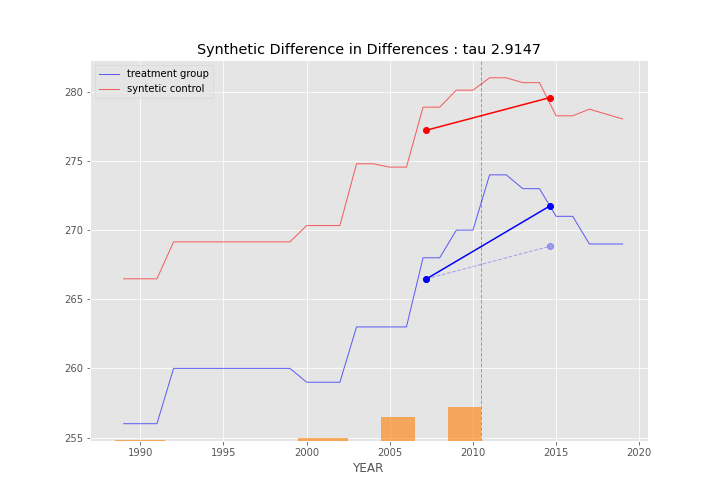 Synthetic Difference in Differences : tau 2.9147
treatment group
syntetic control
280
275
270
265
260
255
1990 1995 2000 2005 2010 2015 2020
YEAR